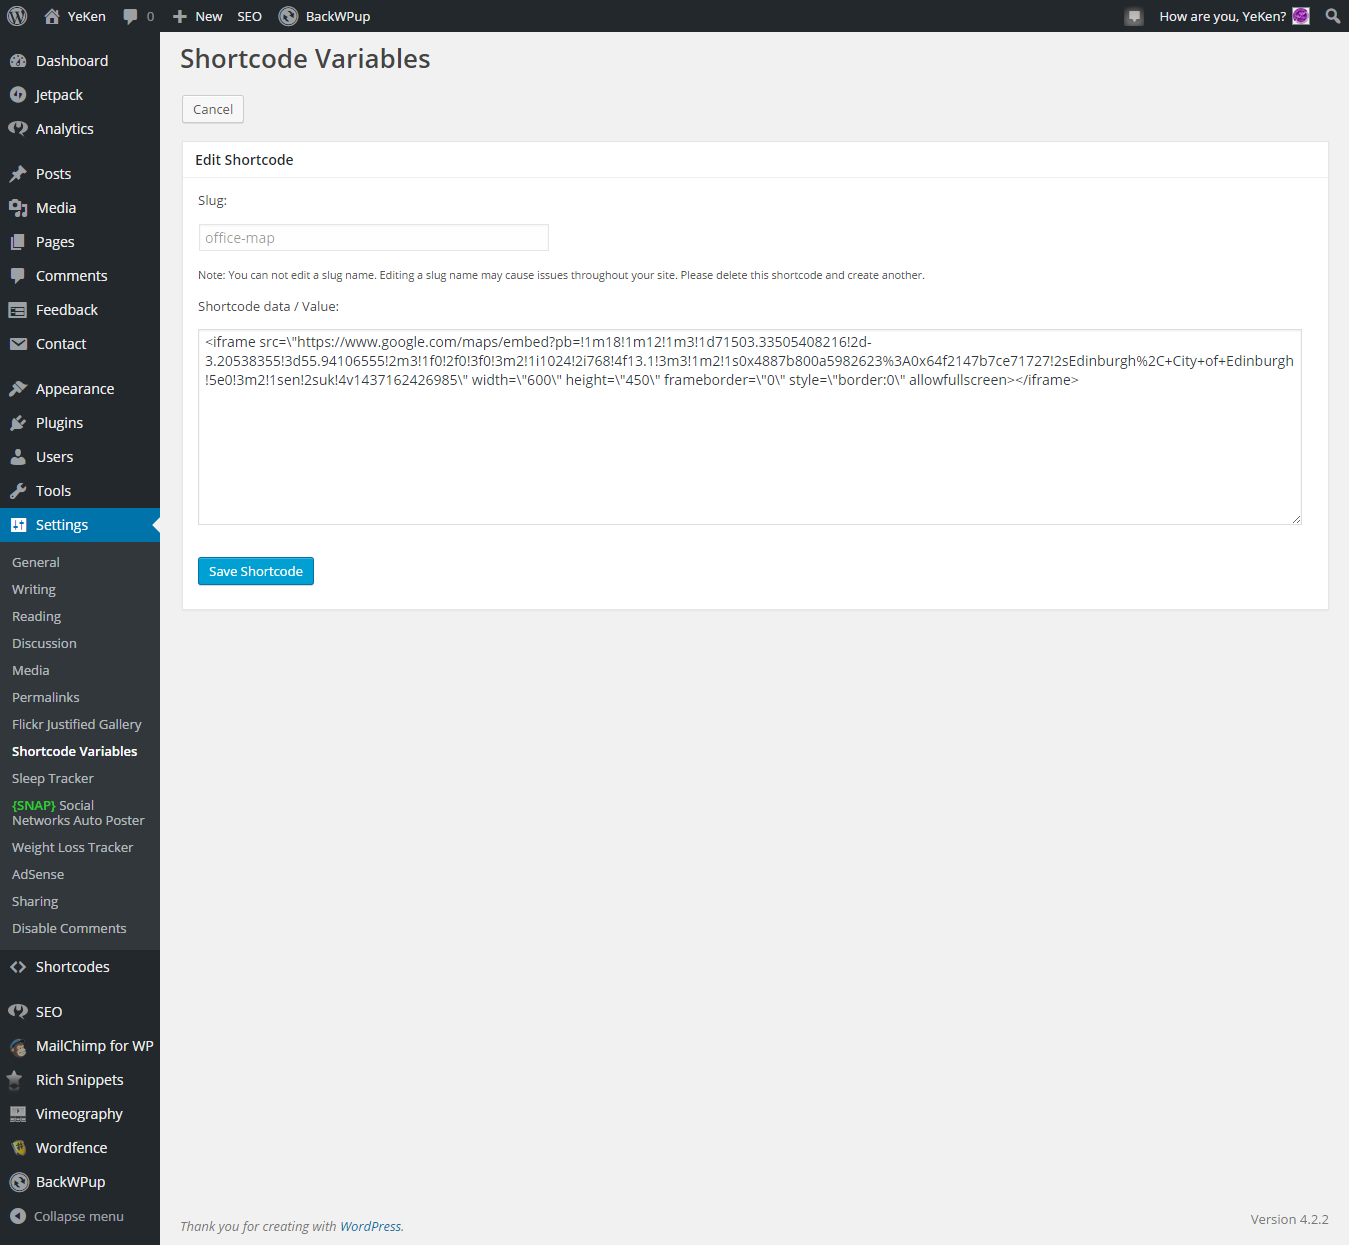 YeKen 0 New SEO BackWPup How are you, YeKen?
Dashboard
Jetpack
Analytics
Posts
Media
Pages
Comments
Feedback
Contact
Appearance
Plugins
Users
Tools
Settings
General
Writing
Reading
Discussion
Media
Permalinks
Flickr Justified Gallery
Shortcode Variables
Sleep Tracker
{SNAP} Social
Networks Auto Poster
Weight Loss Tracker
AdSense
Sharing
Disable Comments
Shortcodes
SEO
MailChimp for WP
Rich Snippets
Vimeography
Wordfence
BackWPup
Collapse menu
Shortcode Variables
Cancel
Edit Shortcode
Slug:
office-map
Note: You can not edit a slug name. Editing a slug name may cause issues throughout your site. Please delete this shortcode and create another.
Shortcode data / Value:
<iframe src=\"https://www.google.com/maps/embed?pb=!1m18!1m12!1m3!1d71503.33505408216!2d-
3.20538355!3d55.94106555!2m3!1f0!2f0!3f0!3m2!1i1024!2i768!4f13.1!3m3!1m2!1s0x4887b800a5982623%3A0x64f2147b7ce71727!2sEdinburgh%2C+City+of+Edinburgh
!5e0!3m2!1sen!2suk!4v1437162426985\" width=\"600\" height=\"450\" frameborder=\"0\" style=\"border:0\" allowfullscreen></iframe>
Save Shortcode
Thank you for creating with WordPress.
Version 4.2.2